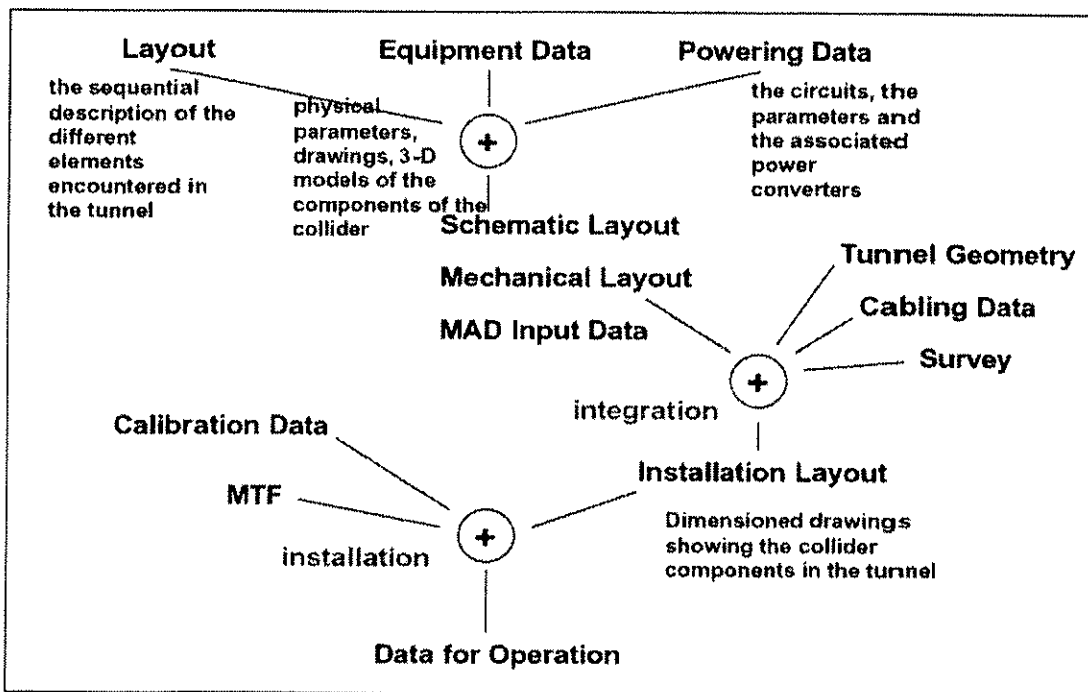 Layout
Equipment Data
Powering Data
the sequential
description of the
different
elements
encountered in
the tunnel
physical
parameters,
drawings, 3-D
models of the
components of the
collider
the circuits, the
parameters and
the associated
power
converters
+
Schematic Layout
Mechanical Layout
MAD Input Data
Tunnel Geometry
Cabling Data
Survey
+
integration
Calibration Data
MTF
Installation Layout
+
installation
Dimensioned drawings
showing the collider
components in the tunnel
Data for Operation